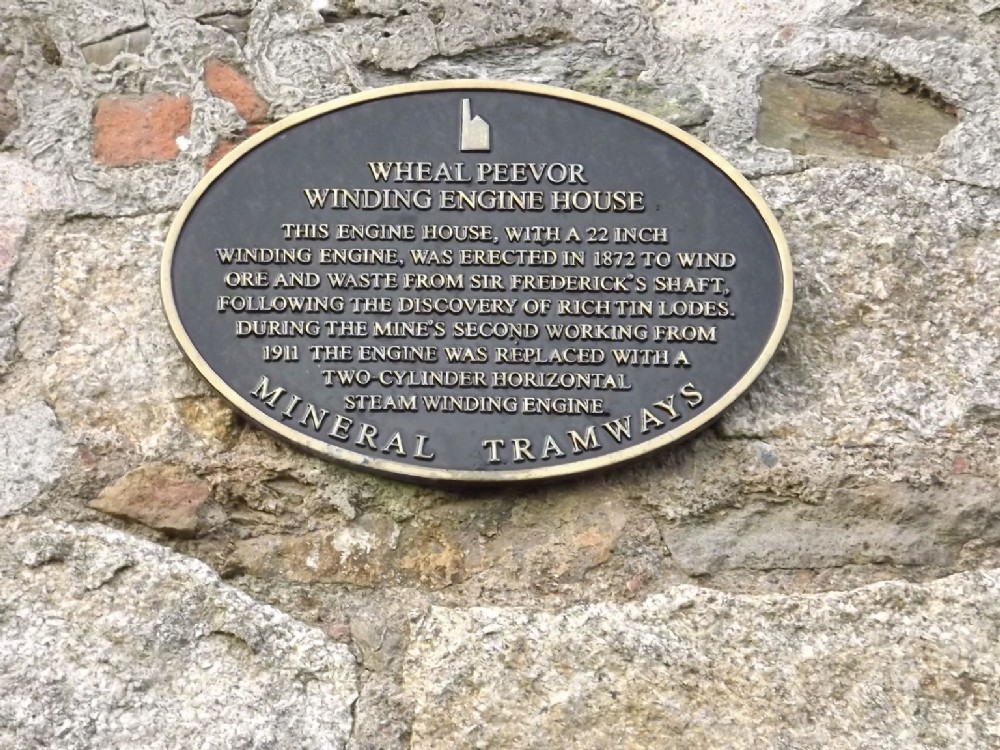 WHEAL PEEVOR
WINDING ENGINE HOUSE
THIS ENGINE HOUSE, WITH A 22 INCH
WINDING ENGINE, WAS ERECTED IN 1872 TO WIND
ORE AND WASTE FROM SIR FREDERICK'S SHAFT,
FOLLOWING THE DISCOVERY OF RICH TIN LODES.
DURING THE MINE'S SECOND WORKING FROM
1911 THE ENGINE WAS REPLACED WITH A
TWO-CYLINDER HORIZONTAL
STEAM WINDING ENGINE.
MINERAL TRAMWAYS